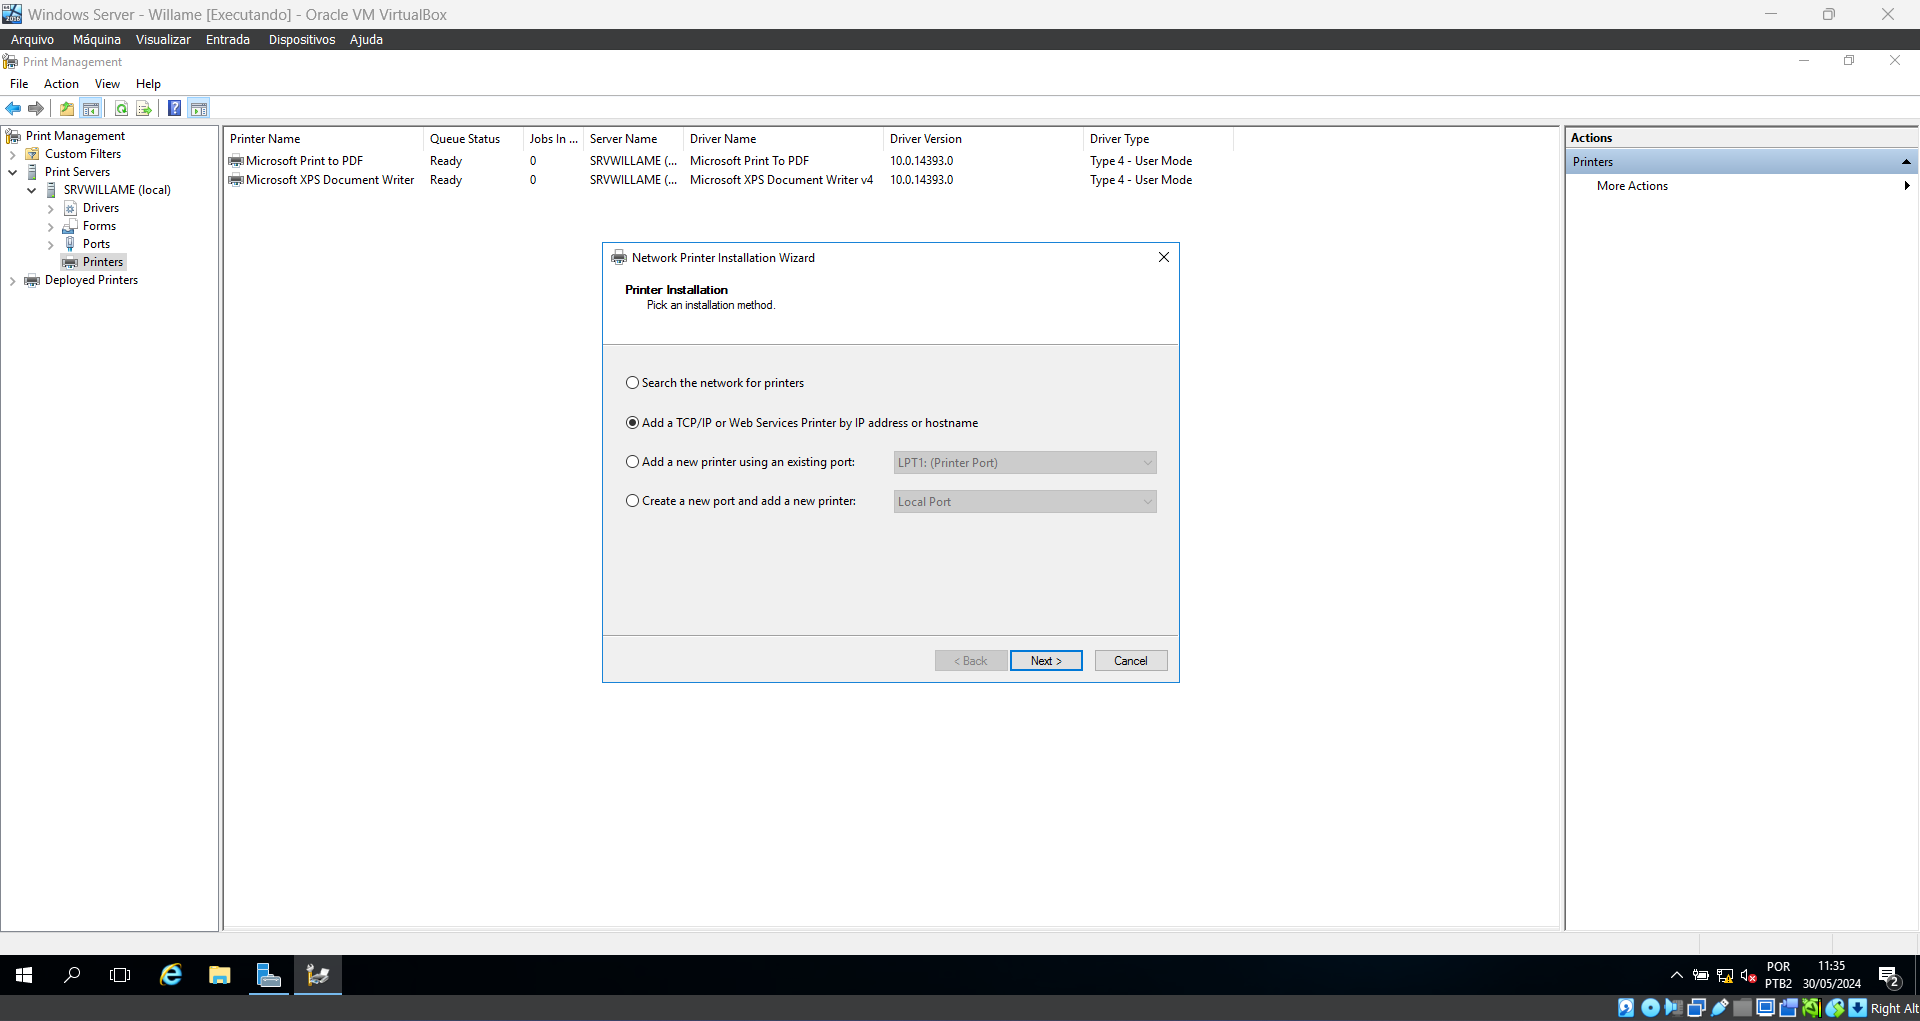 Windows Server - Willame [Executando] - Oracle VM VirtualBox
Arquivo Máquina Visualizar Entrada Dispositivos Ajuda
Print Management
File Action View Help
Print Management
Custom Filters
Print Servers
SRVWILLAME (local)
Drivers
Forms
Ports
Printers
Deployed Printers
Printer Name Queue Status Jobs In ... Server Name Driver Name Driver Version Driver Type
Microsoft Print to PDF Ready 0 SRVWILLAME (... Microsoft Print To PDF 10.0.14393.0 Type 4 - User Mode
Microsoft XPS Document Writer Ready 0 SRVWILLAME (... Microsoft XPS Document Writer v4 10.0.14393.0 Type 4 - User Mode
Network Printer Installation Wizard
Printer Installation
Pick an installation method.
Search the network for printers
Add a TCP/IP or Web Services Printer by IP address or hostname
Add a new printer using an existing port: LPT1: (Printer Port)
Create a new port and add a new printer: Local Port
< Back Next > Cancel
Actions
Printers
More Actions
POR 11:35
PTB2 30/05/2024
2
Right Alt